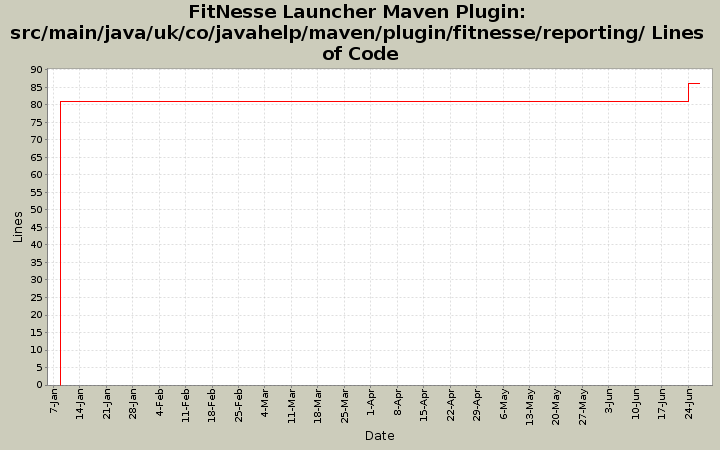 FitNesse Launcher Maven Plugin:
src/main/java/uk/co/javahelp/maven/plugin/fitnesse/reporting/ Lines
of Code
90
85
80
75
70
65
60
55
50
45
40
35
30
25
20
15
10
5
0
Lines
7-Jan
14-Jan
21-Jan
28-Jan
4-Feb
11-Feb
18-Feb
25-Feb
4-Mar
11-Mar
18-Mar
25-Mar
1-Apr
8-Apr
15-Apr
22-Apr
29-Apr
6-May
13-May
20-May
27-May
3-Jun
10-Jun
17-Jun
24-Jun
Date